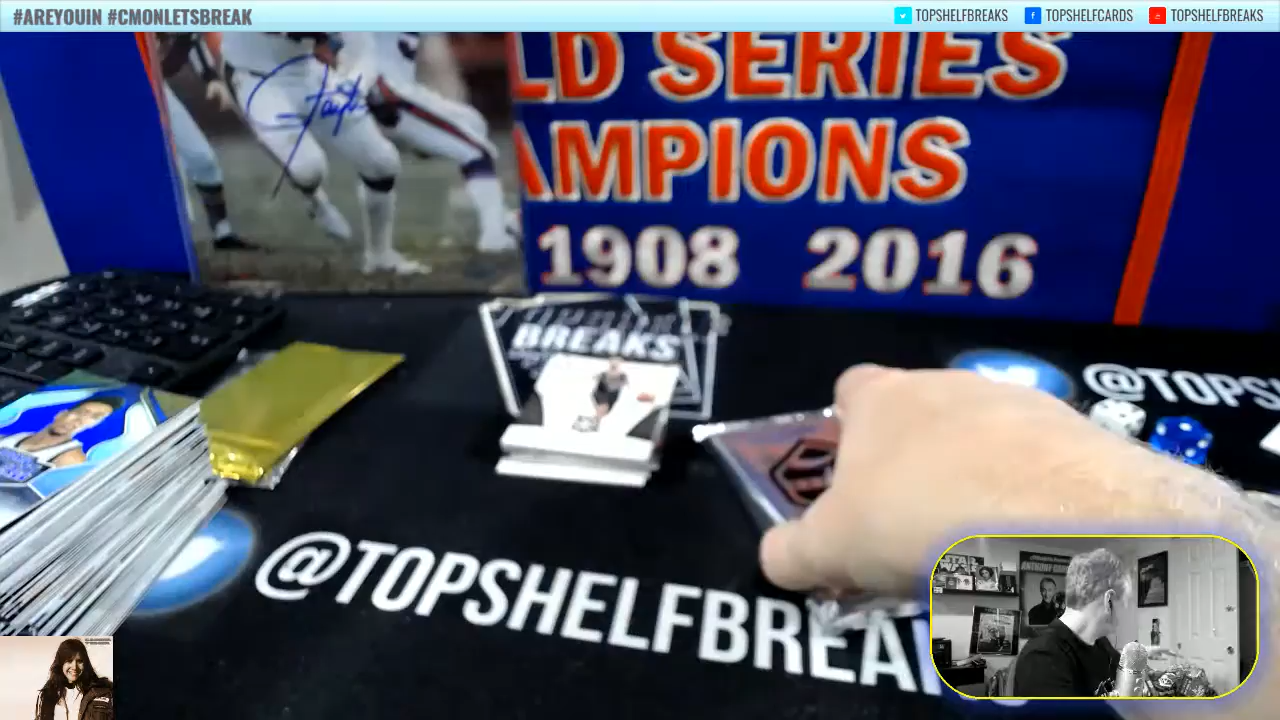 #AREYOUIN #CMONLETSBREAK
TOPSHELFBREAKS
TOPSHELFCARDS
TOPSHELFBREAKS
LD SERIES
AMPIONS
1908 2016
BREAKS
@TOPS
@TOPSHELFBREA